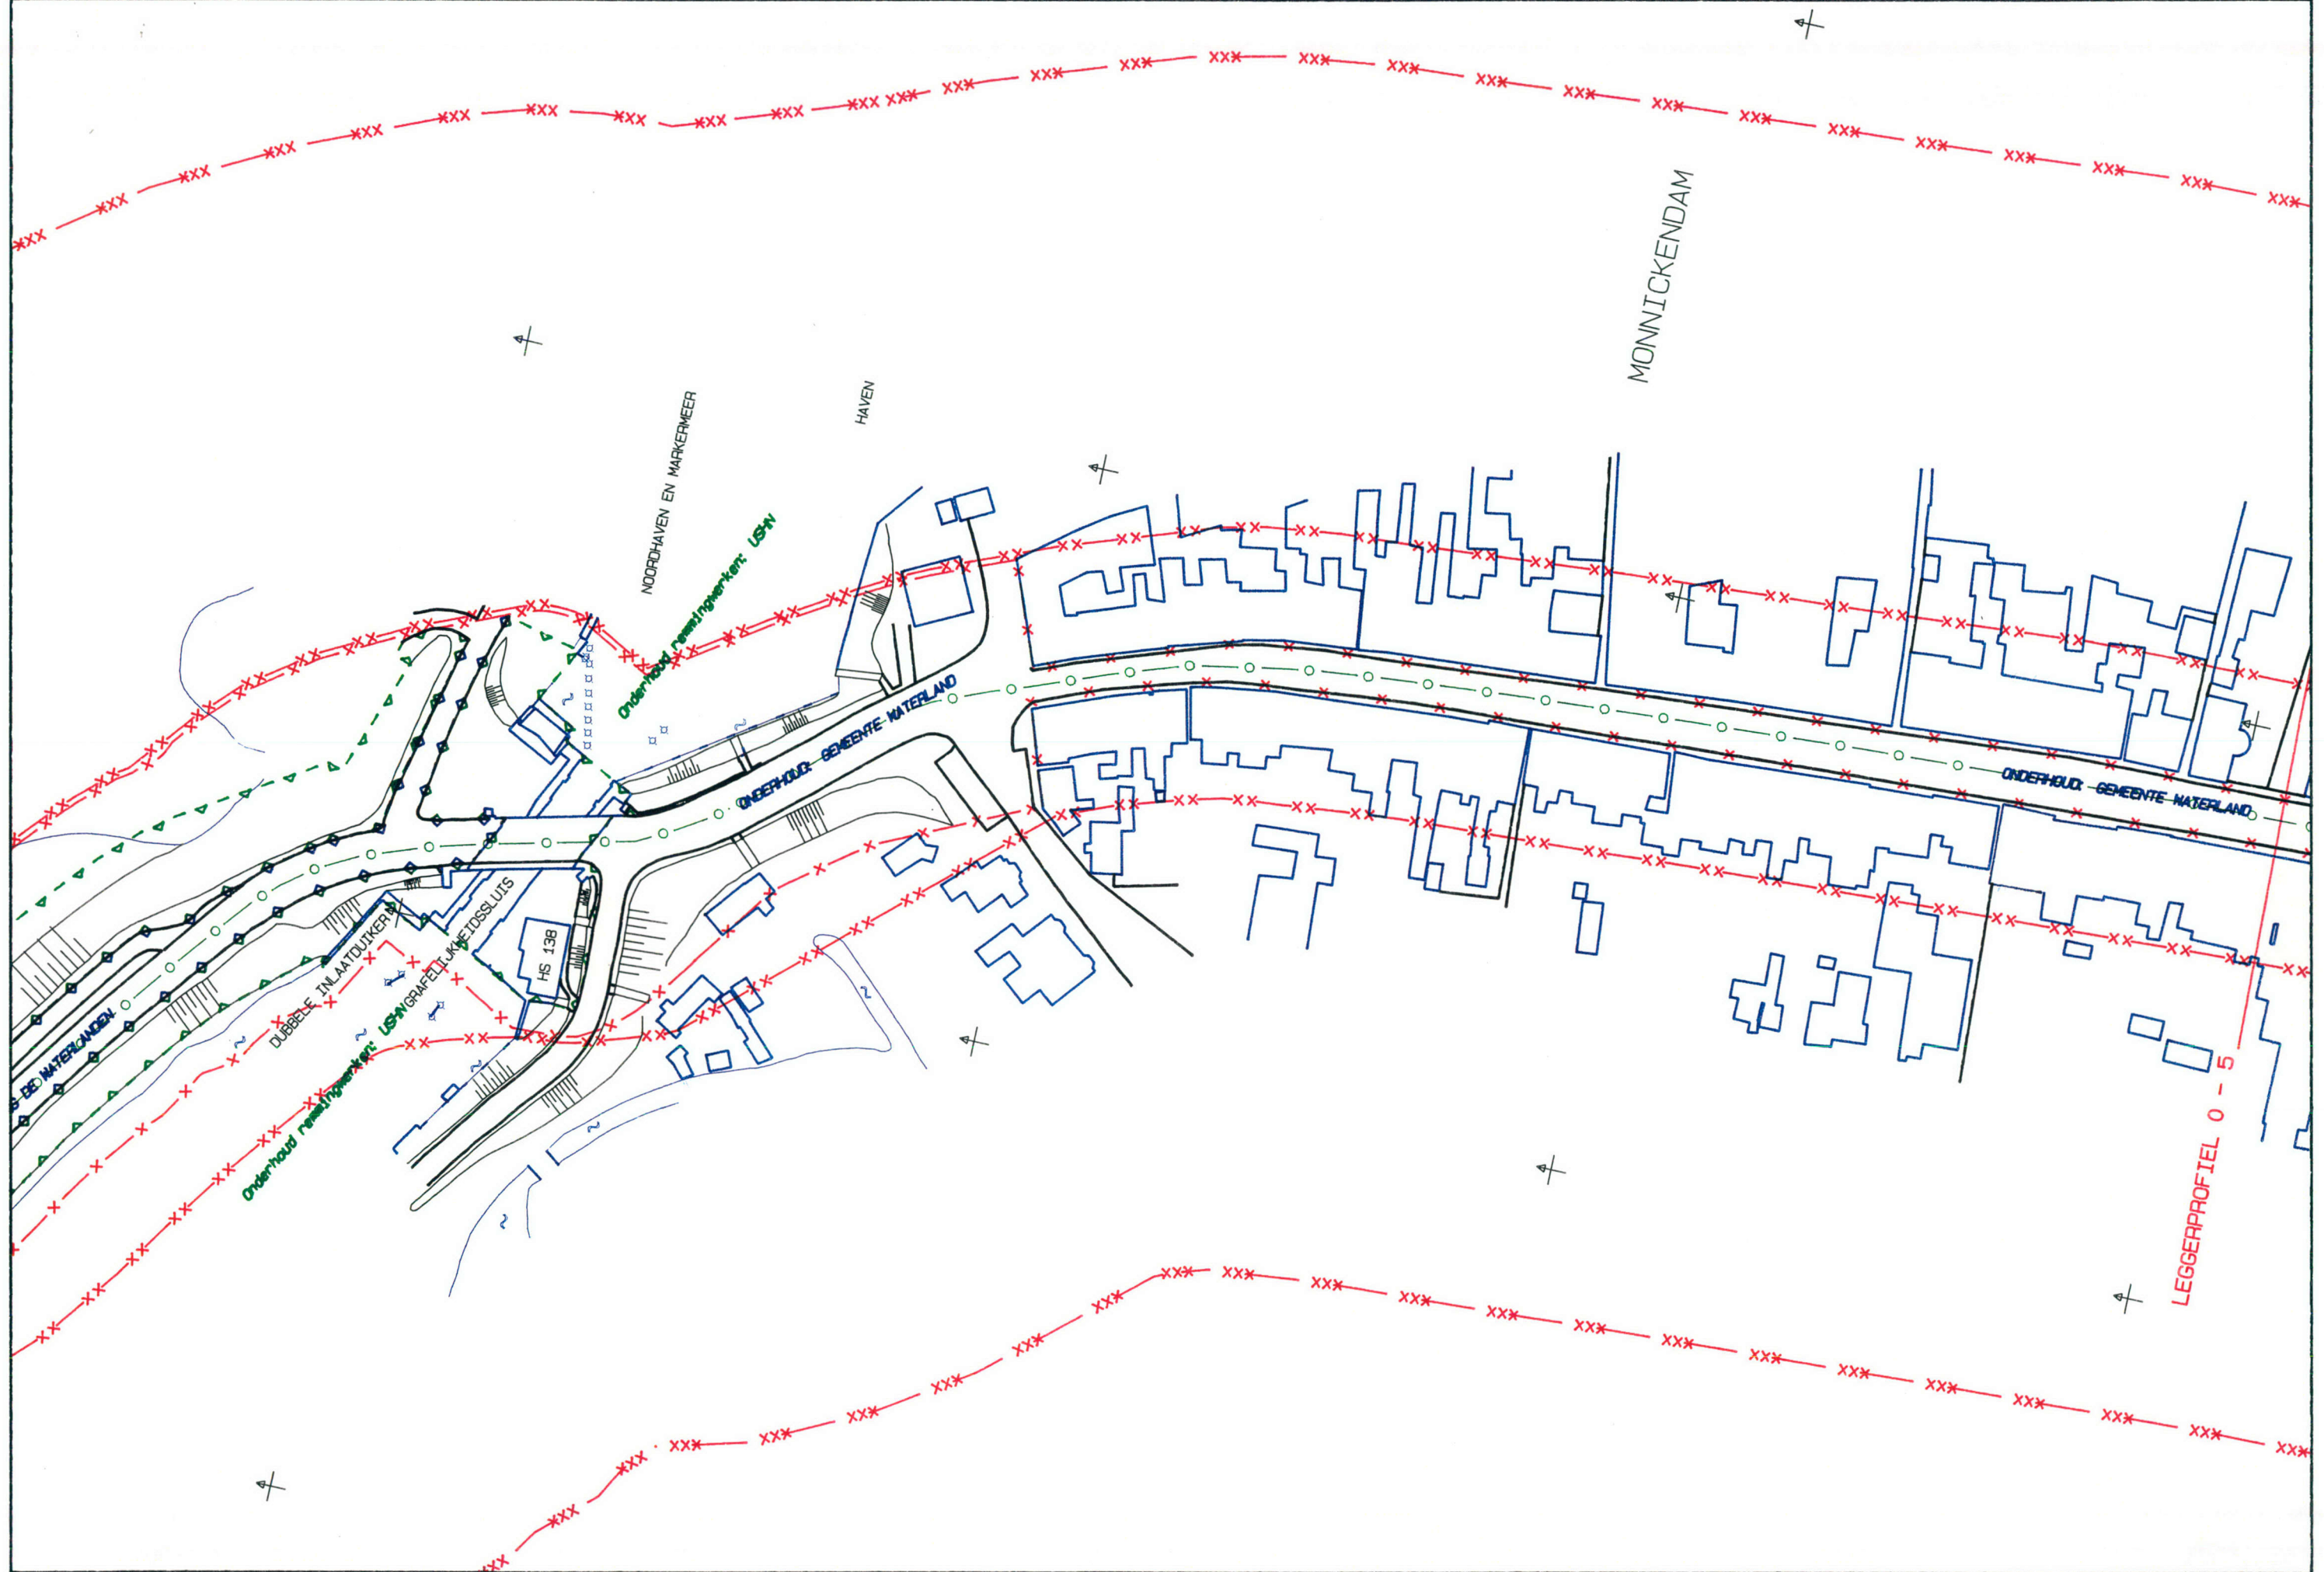 MONNICKENDAM
HAVEN
NOORDHAVEN EN MARKERMEER
Onderhoud remmingwerken: USHN
ONDERHOUD: GEMEENTE WATERLAND
ONDERHOUD: GEMEENTE WATERLAND
DUBBELE INLAATDUIKER
GRAFELIJKHEIDSSLUIS
HS 138
DE WATERLANDEN
Onderhoud remmingwerken: USHN
LEGGERPROFIEL 0 - 5